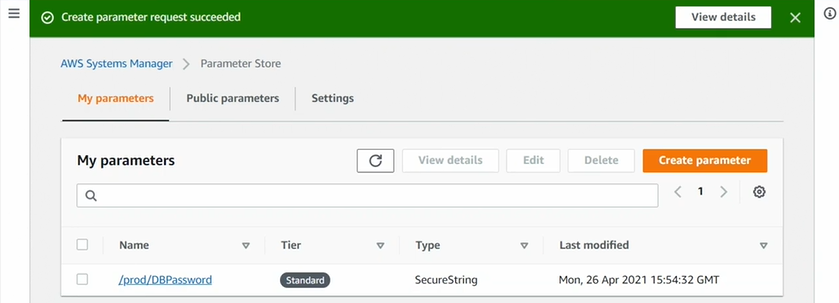 Create parameter request succeeded View details
AWS Systems Manager Parameter Store
My parameters Public parameters Settings
My parameters View details Edit Delete Create parameter
1
Name Tier Type Last modified
/prod/DBPassword Standard SecureString Mon, 26 Apr 2021 15:54:32 GMT